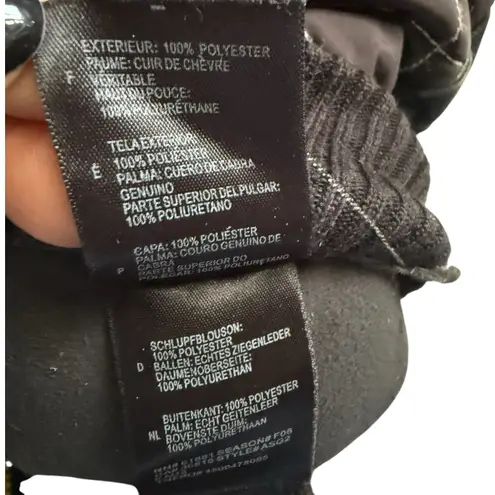 EXTERIEUR: 100% POLYESTER
PAUME: CUIR DE CHÈVRE
F VÉRITABLE
HAUT DU POUCE:
100% POLYURÉTHANE
TELA EXTERIOR:
É 100% POLIÉSTER
PALMA: CUERO DE CABRA
GENUINO
PARTE SUPERIOR DEL PULGAR:
100% POLIURETANO
CAPA: 100% POLIÉSTER
PALMA: COURO GENUINO DE
P CABRA
PARTE SUPERIOR DO
POLEGAR: 100% POLIURETANO
SCHLUPFBLOUSON:
100% POLYESTER
D BALLEN: ECHTES ZIEGENLEDER
DAUMENOBERSEITE:
100% POLYURETHAN
BUITENKANT: 100% POLYESTER
PALM: ECHT GEITENLEER
NL BOVENSTE DUIM:
100% POLYURETHAAN
SEASON#
STYLE#